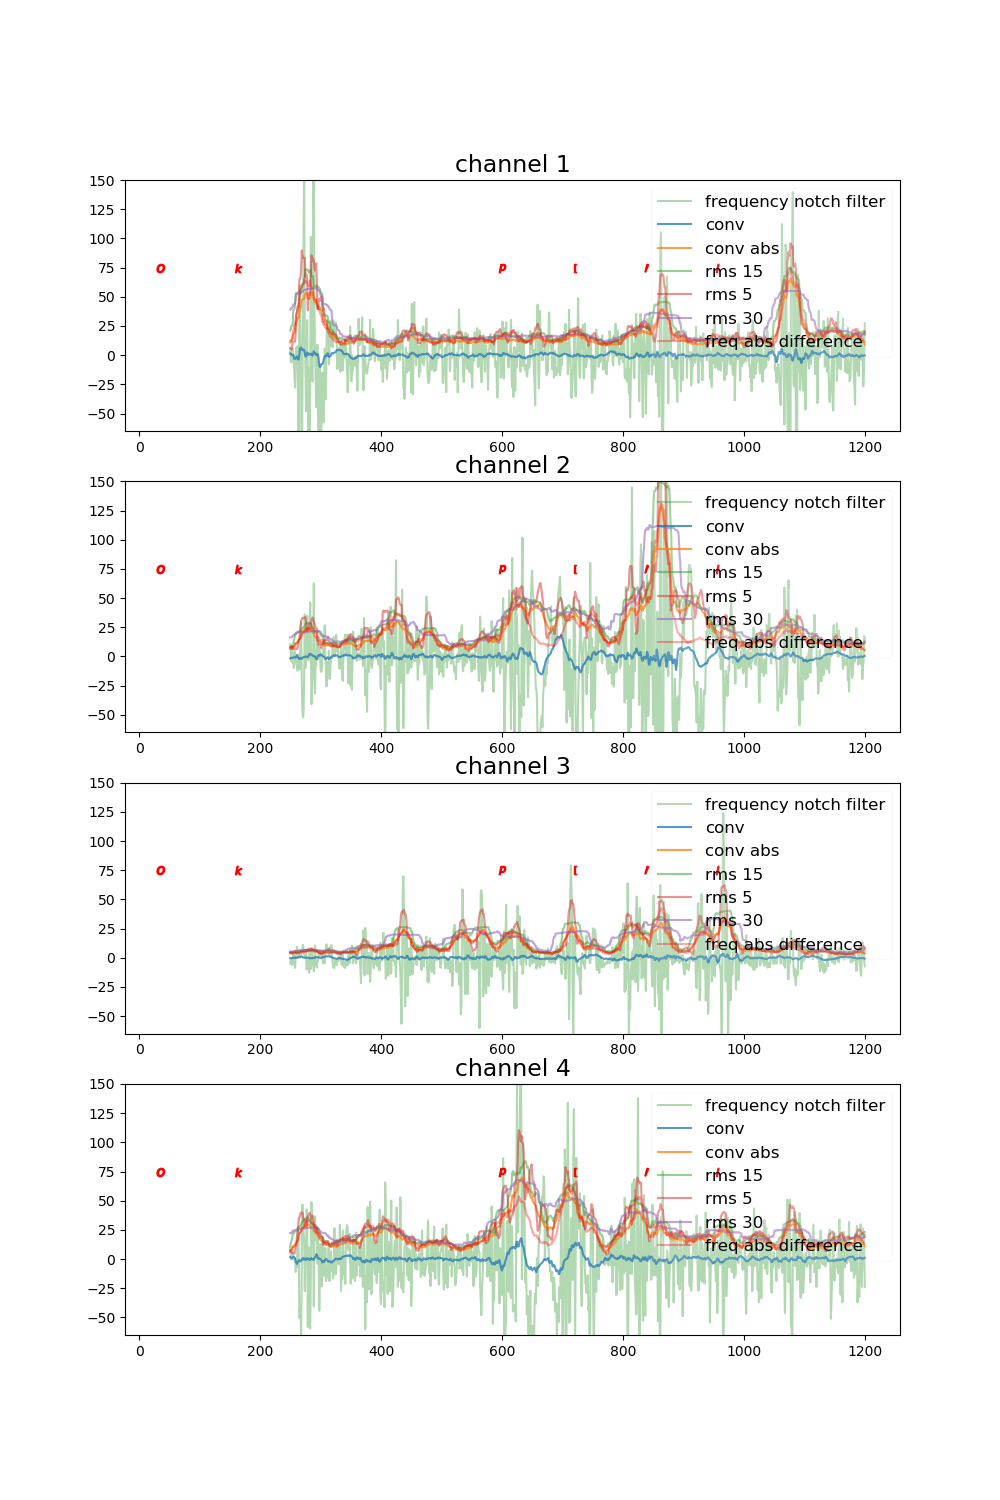 channel 1
150
125
100
75
50
25
0
−25
−50
O k p [ / /
frequency notch filter
conv
conv abs
rms 15
rms 5
rms 30
freq abs difference
0 200 400 600 800 1000 1200
channel 2
150
125
100
75
50
25
0
−25
−50
O k p [ / /
frequency notch filter
conv
conv abs
rms 15
rms 5
rms 30
freq abs difference
0 200 400 600 800 1000 1200
channel 3
150
125
100
75
50
25
0
−25
−50
O k p [ / /
frequency notch filter
conv
conv abs
rms 15
rms 5
rms 30
freq abs difference
0 200 400 600 800 1000 1200
channel 4
150
125
100
75
50
25
0
−25
−50
O k p [ / /
frequency notch filter
conv
conv abs
rms 15
rms 5
rms 30
freq abs difference
0 200 400 600 800 1000 1200